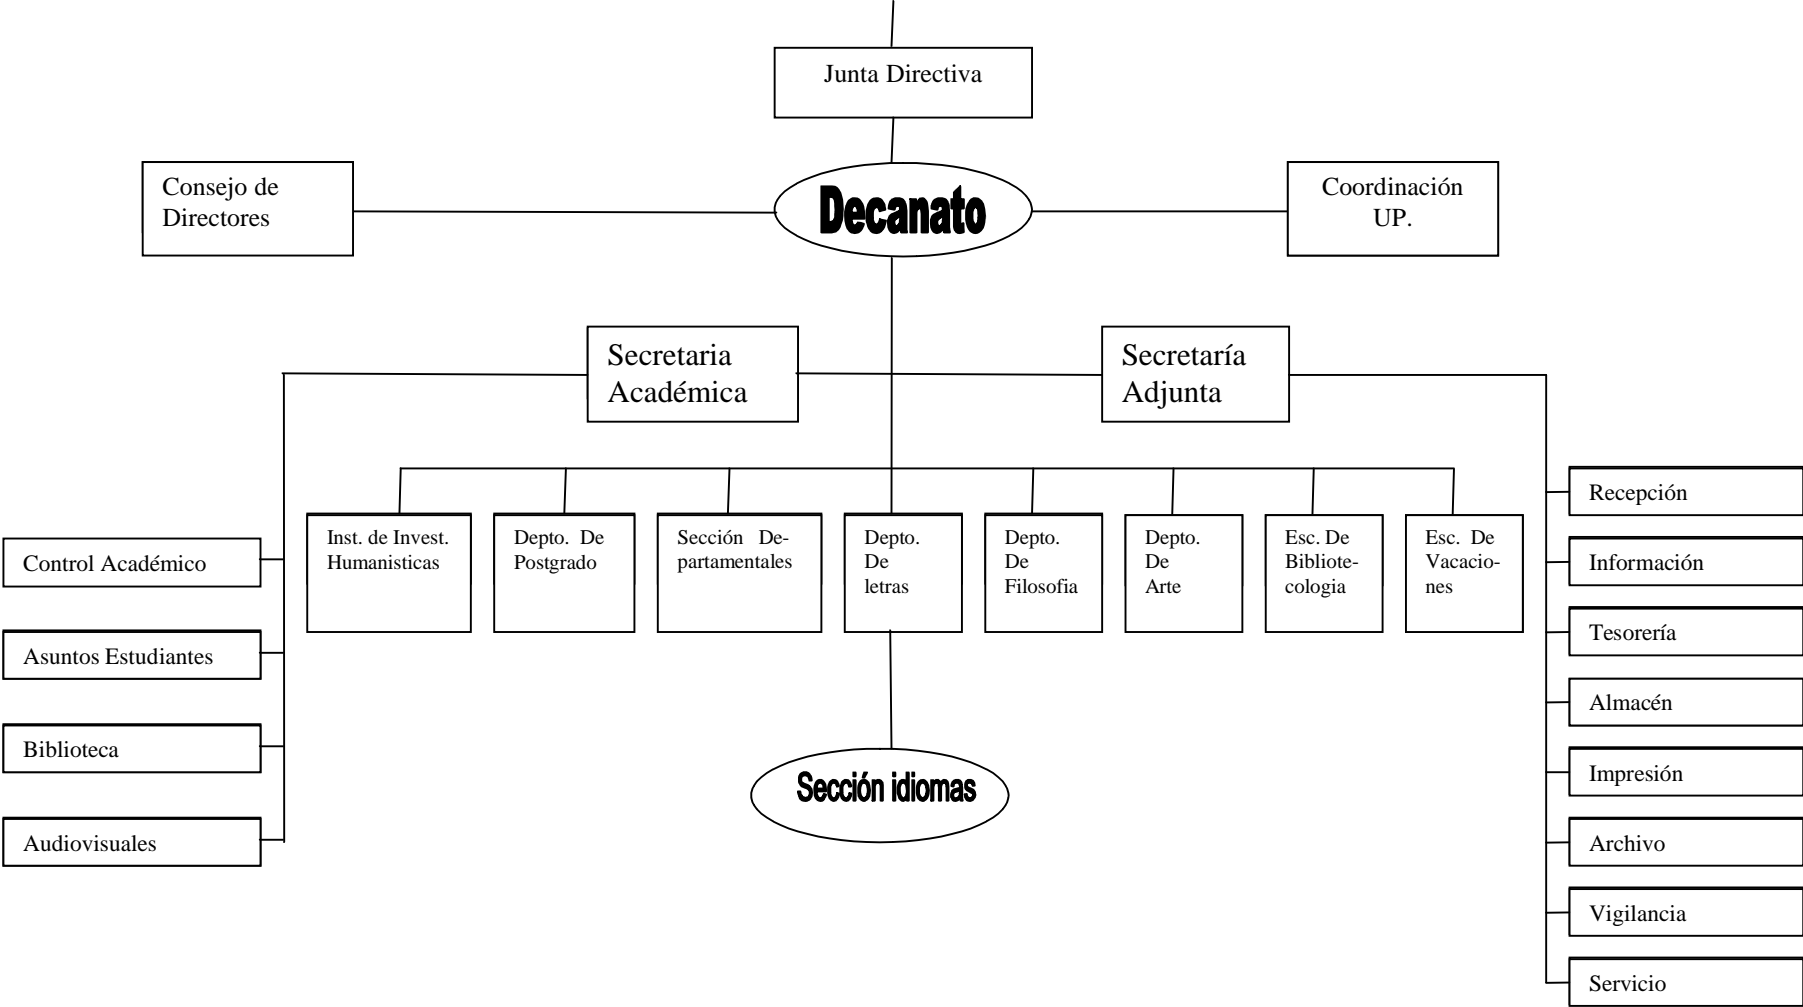 Junta Directiva
Consejo de
Directores
Decanato
Coordinación
UP.
Secretaria
Académica
Secretaría
Adjunta
Control Académico
Asuntos Estudiantes
Biblioteca
Audiovisuales
Inst. de Invest.
Humanisticas
Depto. De
Postgrado
Sección De-
partamentales
Depto.
De
letras
Depto.
De
Filosofia
Depto.
De
Arte
Esc. De
Bibliote-
cologia
Esc. De
Vacacio-
nes
Sección idiomas
Recepción
Información
Tesorería
Almacén
Impresión
Archivo
Vigilancia
Servicio